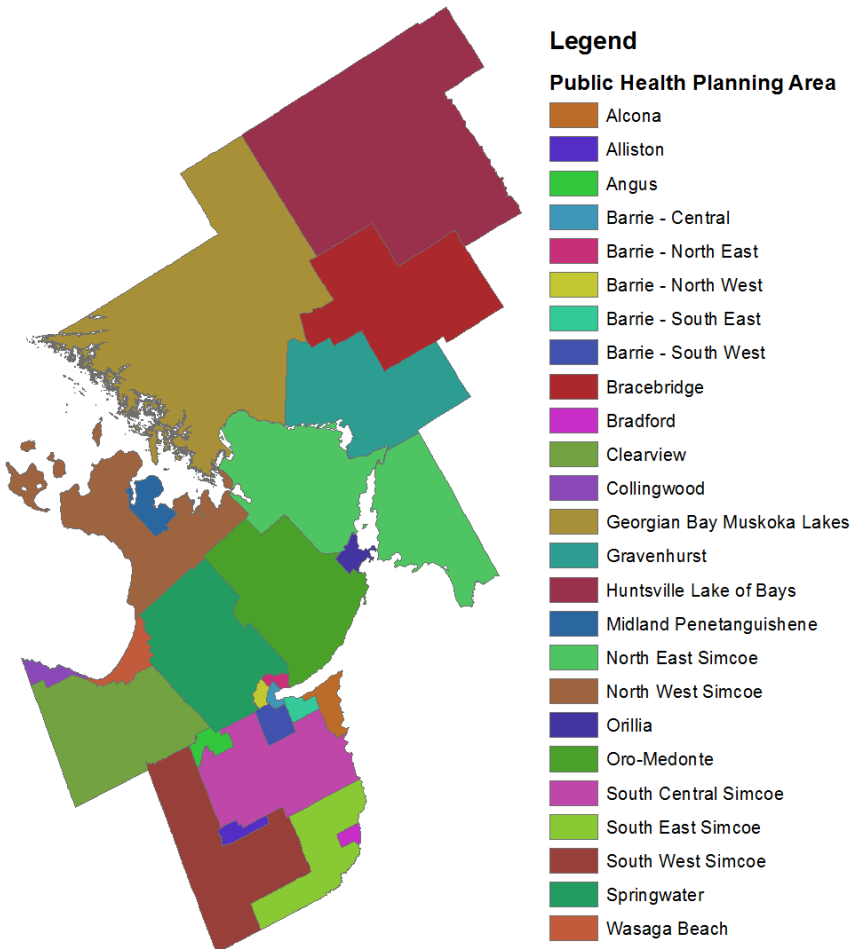 Legend
Public Health Planning Area
Alcona
Alliston
Angus
Barrie - Central
Barrie - North East
Barrie - North West
Barrie - South East
Barrie - South West
Bracebridge
Bradford
Clearview
Collingwood
Georgian Bay Muskoka Lakes
Gravenhurst
Huntsville Lake of Bays
Midland Penetanguishene
North East Simcoe
North West Simcoe
Orillia
Oro-Medonte
South Central Simcoe
South East Simcoe
South West Simcoe
Springwater
Wasaga Beach